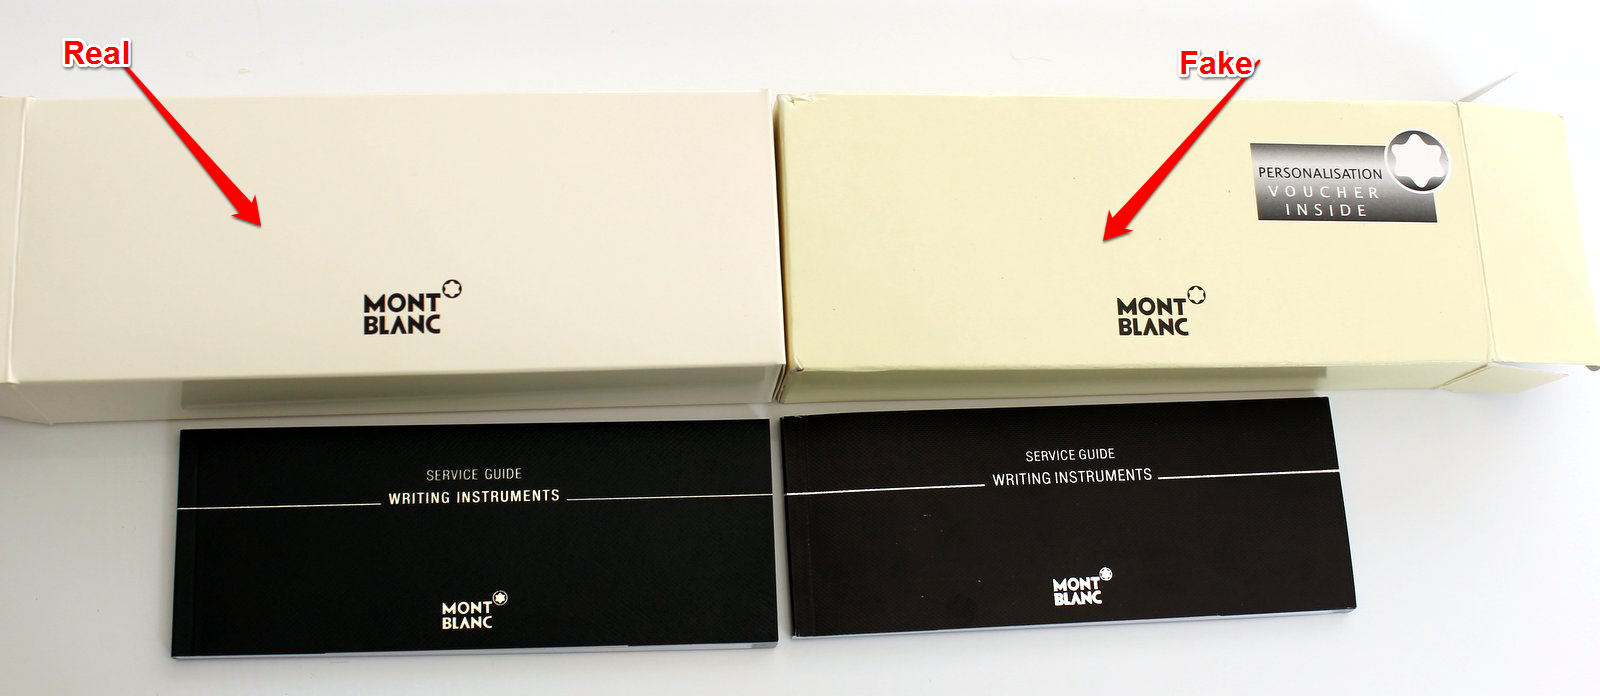 Real
Fake
MONT
BLANC
PERSONALISATION
VOUCHER
INSIDE
MONT
BLANC
SERVICE GUIDE
WRITING INSTRUMENTS
MONT
BLANC
SERVICE GUIDE
WRITING INSTRUMENTS
MONT
BLANC